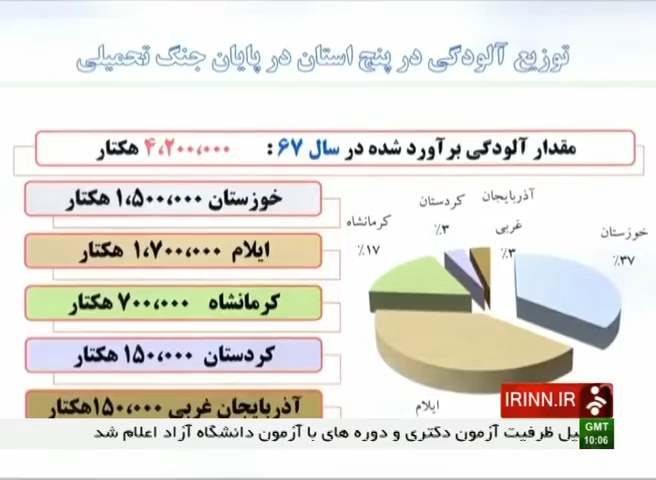 توزیع آلودگی در پنج استان در پایان جنگ تحمیلی
مقدار آلودگی برآورد شده در سال ۶۷ : ۴،۲۰۰،۰۰۰ هکتار
خوزستان ۱،۵۰۰،۰۰۰ هکتار
ایلام ۱،۷۰۰،۰۰۰ هکتار
کرمانشاه ۷۰۰،۰۰۰ هکتار
کردستان ۱۵۰،۰۰۰ هکتار
آذربایجان غربی ۱۵۰،۰۰۰هکتار
خوزستان
٪۳۷
آذربایجان
غربی
٪۳
کردستان
٪۳
کرمانشاه
٪۱۷
ایلام
IRINN.IR
GMT
10:06
ظرفیت آزمون دکتری و دوره های با آزمون دانشگاه آزاد اعلام شد